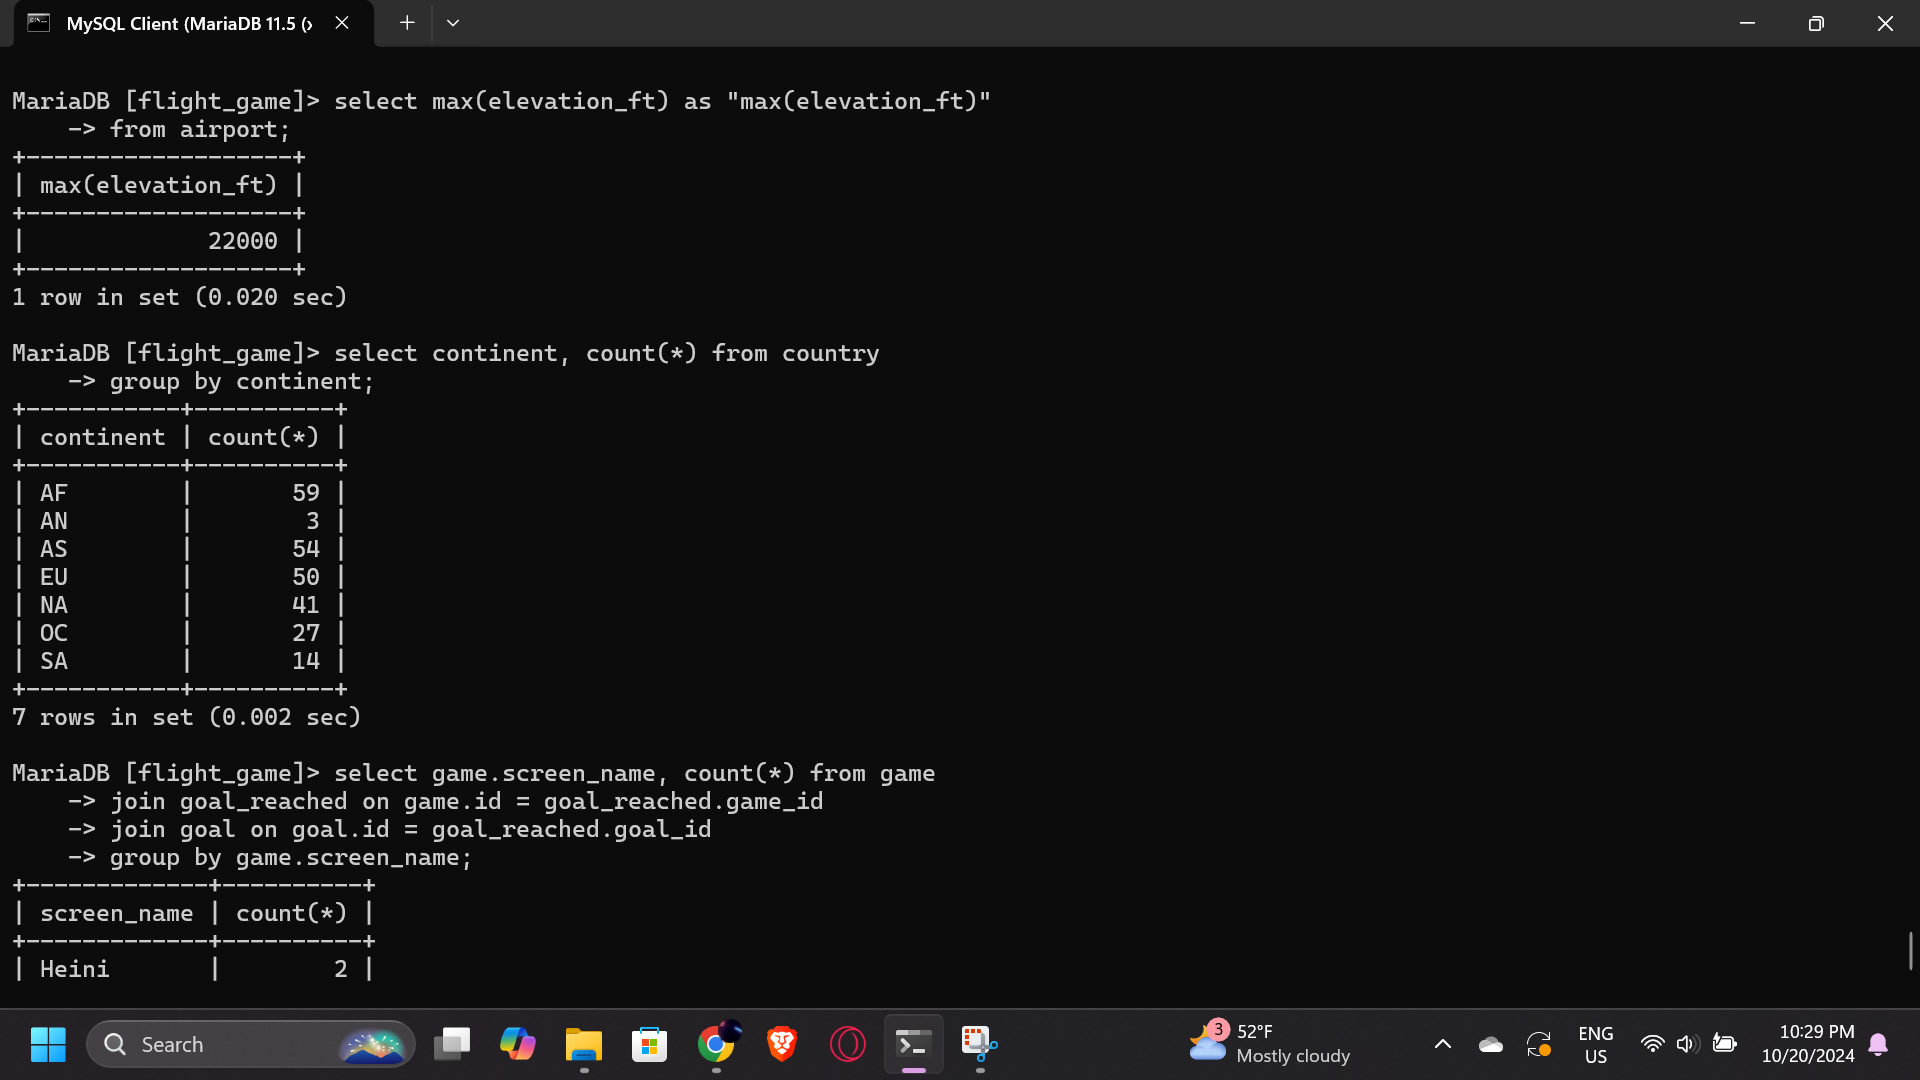 MySQL Client (MariaDB 11.5 (x
MariaDB [flight_game]> select max(elevation_ft) as "max(elevation_ft)"
    -> from airport;
+-------------------+
| max(elevation_ft) |
+-------------------+
|             22000 |
+-------------------+
1 row in set (0.020 sec)
MariaDB [flight_game]> select continent, count(*) from country
    -> group by continent;
+-----------+----------+
| continent | count(*) |
+-----------+----------+
| AF        |       59 |
| AN        |        3 |
| AS        |       54 |
| EU        |       50 |
| NA        |       41 |
| OC        |       27 |
| SA        |       14 |
+-----------+----------+
7 rows in set (0.002 sec)
MariaDB [flight_game]> select game.screen_name, count(*) from game
    -> join goal_reached on game.id = goal_reached.game_id
    -> join goal on goal.id = goal_reached.goal_id
    -> group by game.screen_name;
+-------------+----------+
| screen_name | count(*) |
+-------------+----------+
| Heini       |        2 |
Search
3
52°F
Mostly cloudy
ENG
US
10:29 PM
10/20/2024